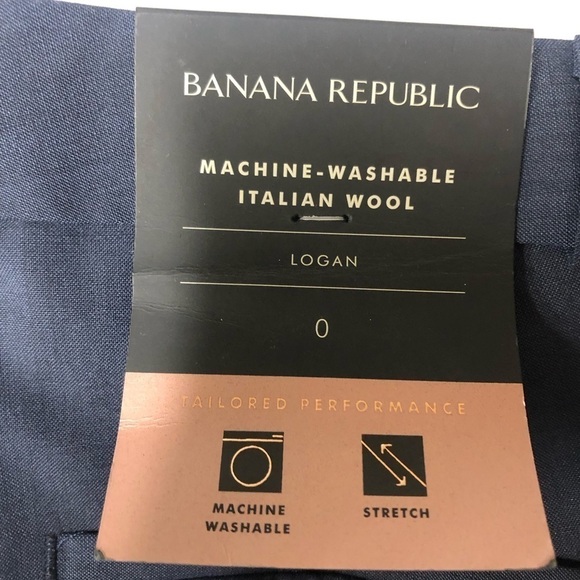 BANANA REPUBLIC
MACHINE-WASHABLE
ITALIAN WOOL
LOGAN
0
TAILORED PERFORMANCE
MACHINE
WASHABLE
STRETCH